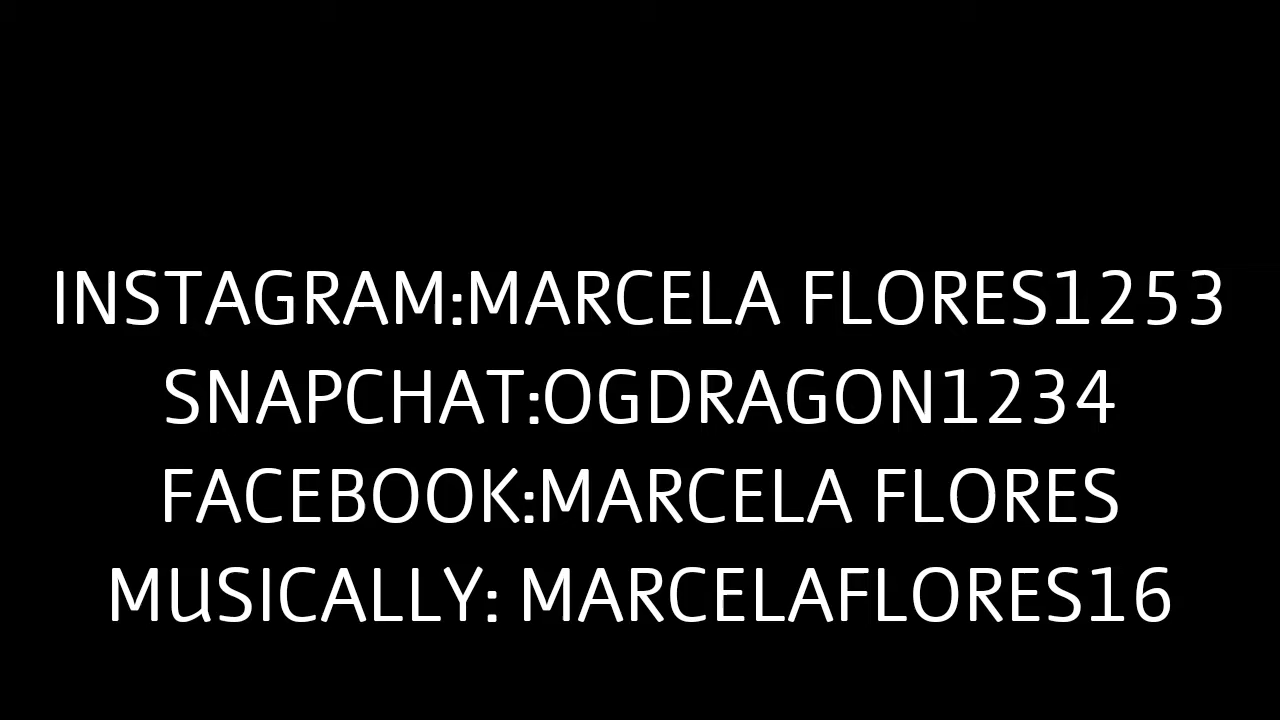 INSTAGRAM:MARCELA FLORES1253
SNAPCHAT:OGDRAGON1234
FACEBOOK:MARCELA FLORES
MUSICALLY: MARCELAFLORES16